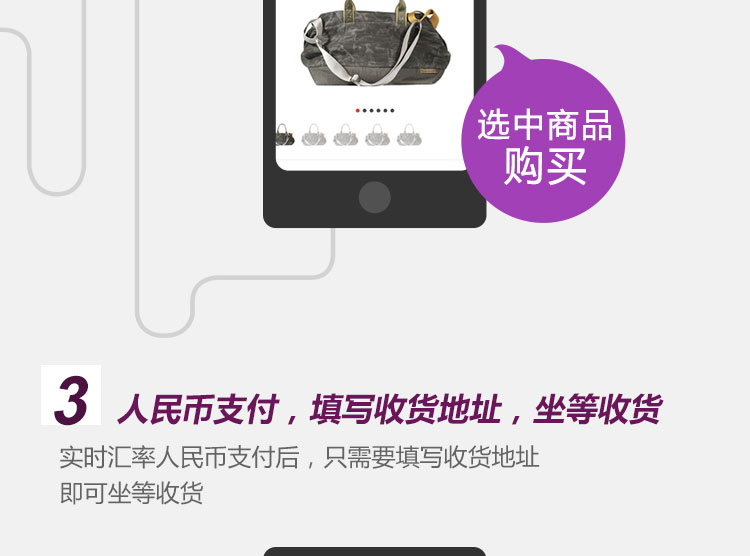 选中商品
购买
3 人民币支付，填写收货地址，坐等收货
实时汇率人民币支付后，只需要填写收货地址
即可坐等收货